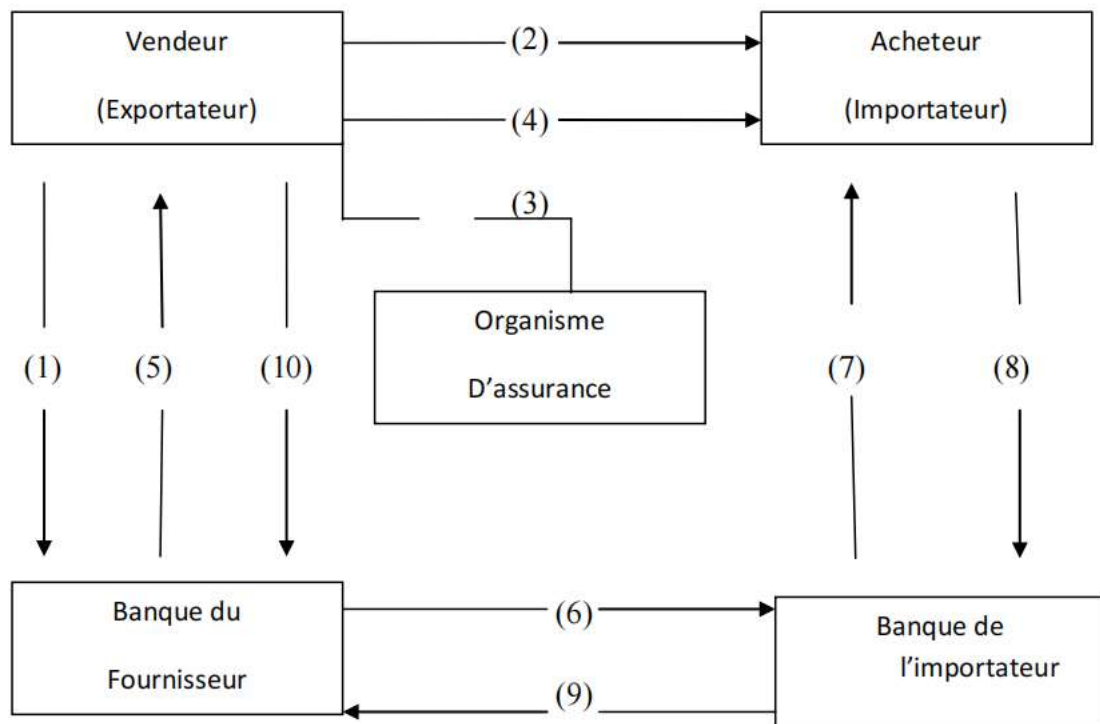 Vendeur
(Exportateur)
(2)
Acheteur
(Importateur)
(4)
(3)
Organisme
D’assurance
(1)
(5)
(10)
(7)
(8)
Banque du
Fournisseur
(6)
(9)
Banque de
l’importateur